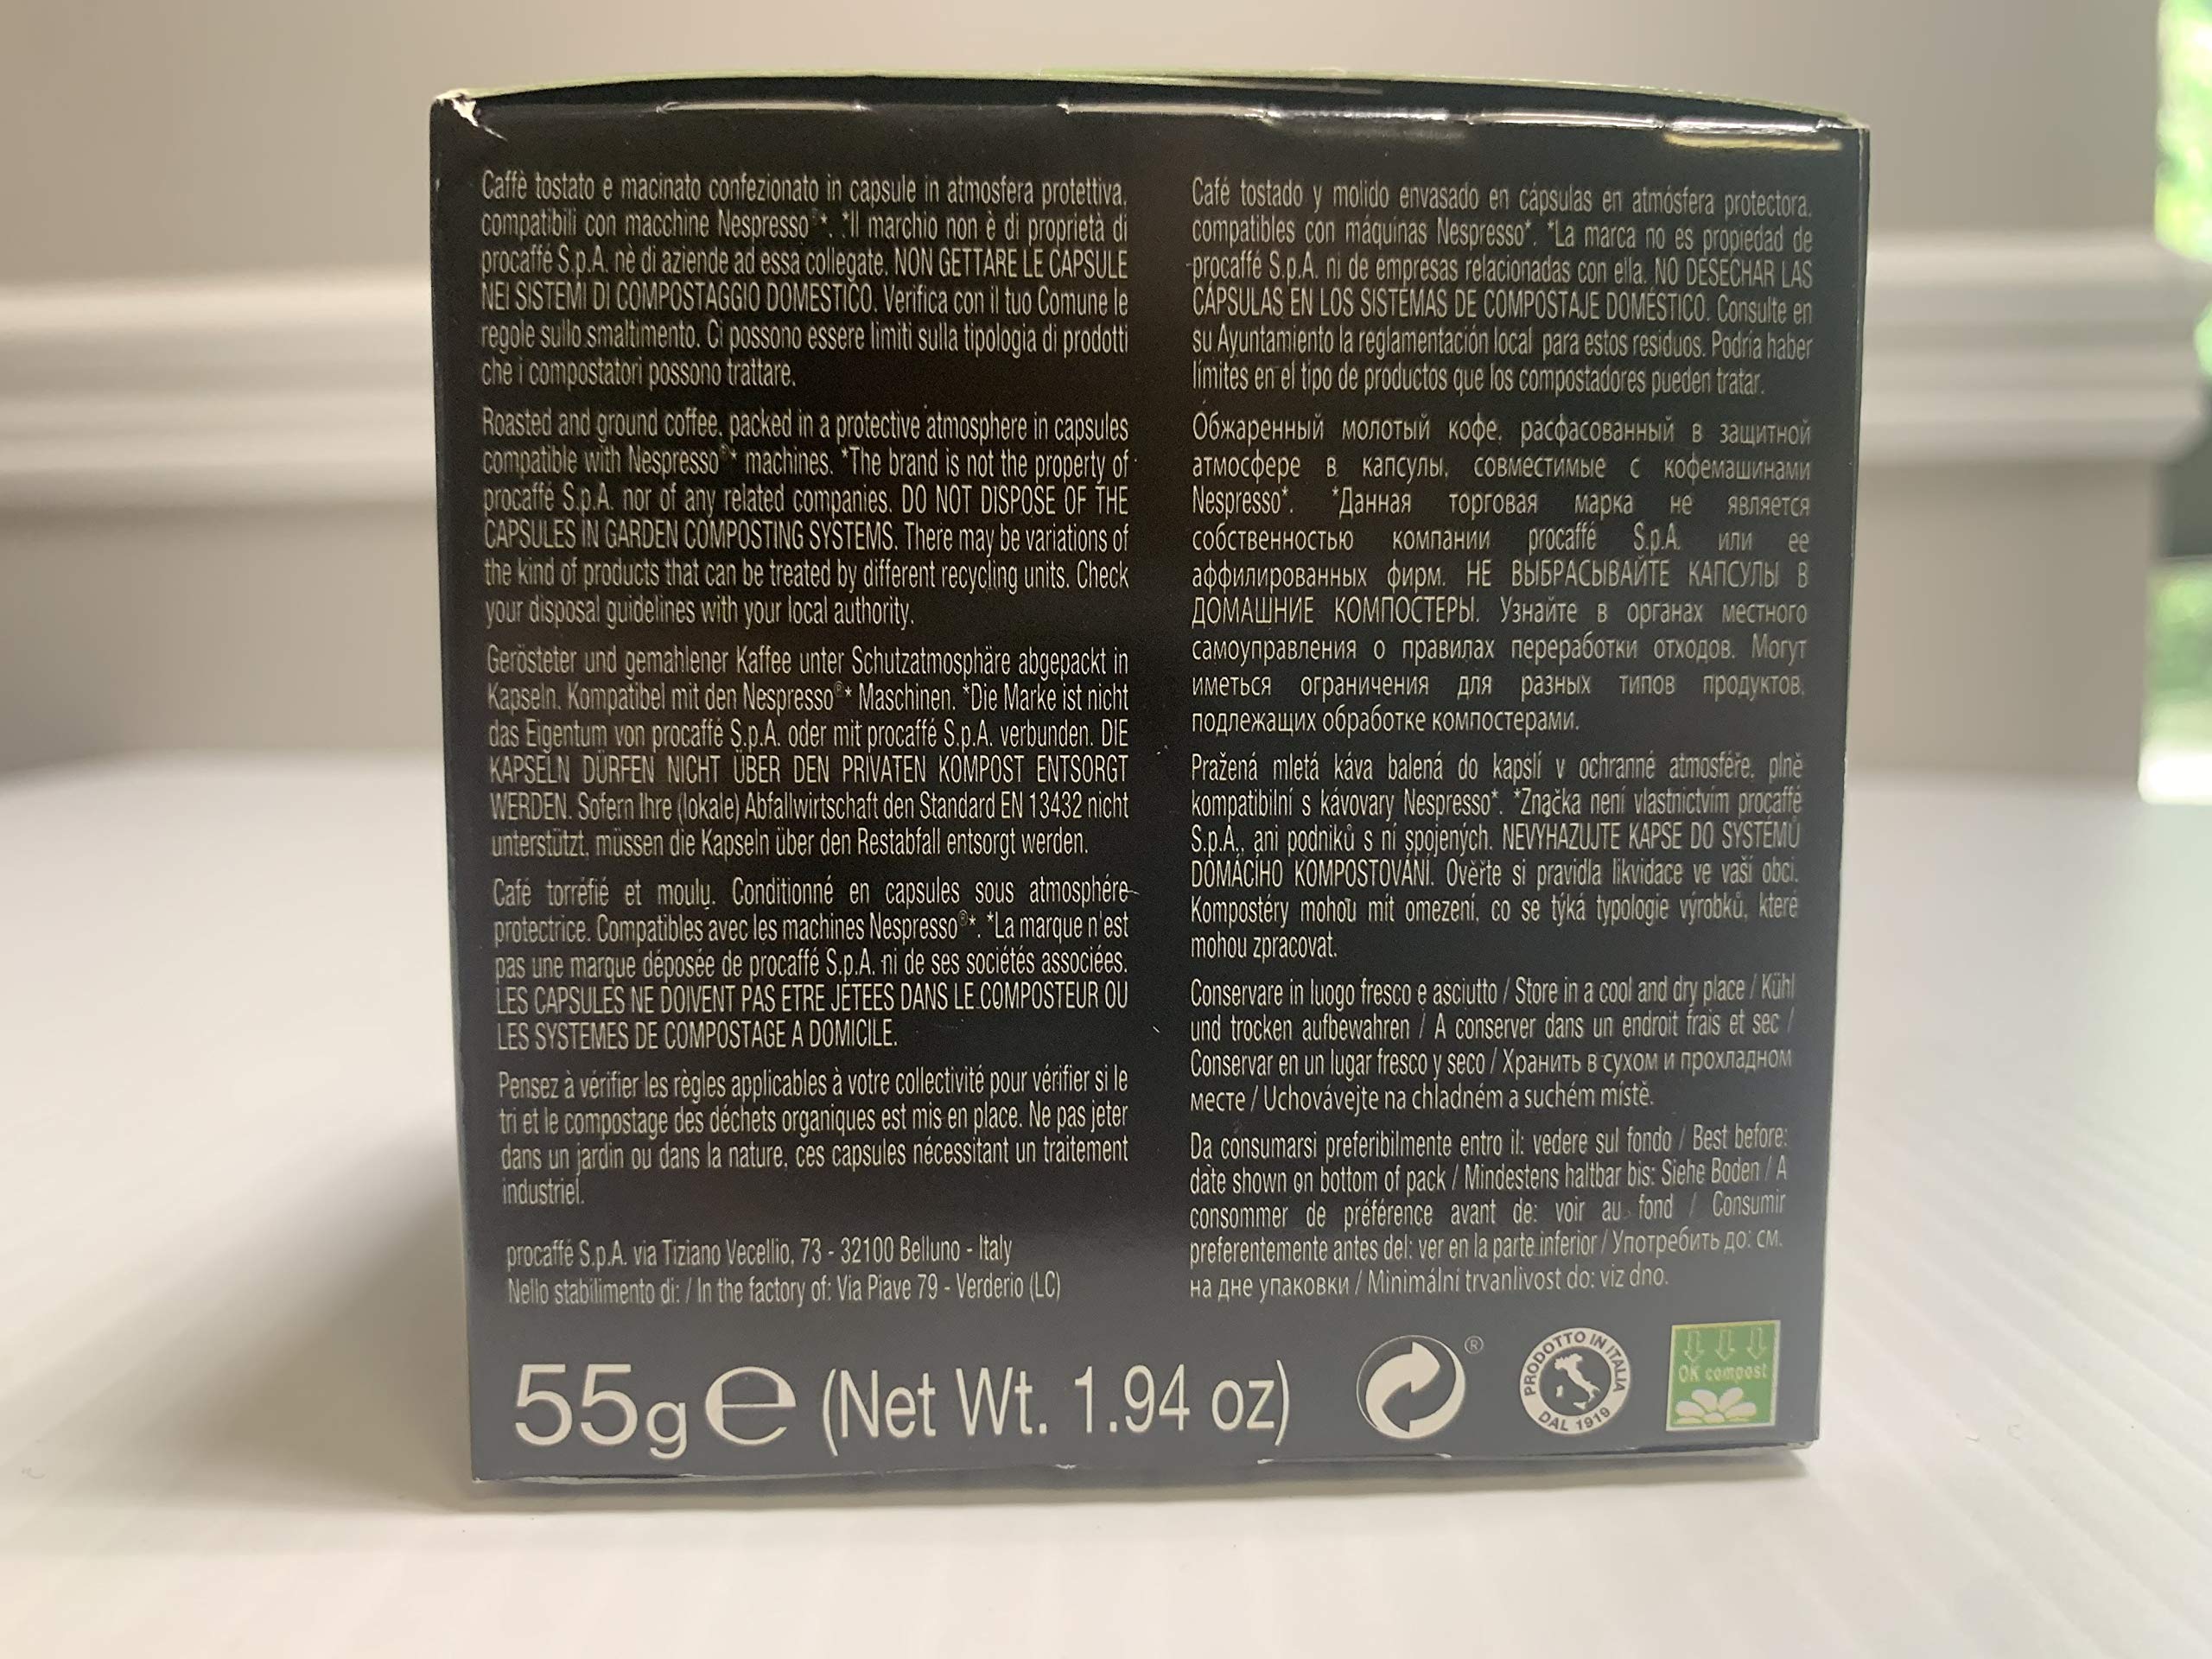 Caffè tostato e macinato confezionato in capsule in atmosfera protettiva,
compatibili con macchine Nespresso®*. *Il marchio non è di proprietà di
procaffé S.p.A. nè di aziende ad essa collegate. NON GETTARE LE CAPSULE
NEI SISTEMI DI COMPOSTAGGIO DOMESTICO. Verifica con il tuo Comune le
regole sullo smaltimento. Ci possono essere limiti sulla tipologia di prodotti
che i compostatori possono trattare.
Roasted and ground coffee, packed in a protective atmosphere in capsules
compatible with Nespresso®* machines. *The brand is not the property of
procaffé S.p.A. nor of any related companies. DO NOT DISPOSE OF THE
CAPSULES IN GARDEN COMPOSTING SYSTEMS. There may be variations of
the kind of products that can be treated by different recycling units. Check
your disposal guidelines with your local authority.
Gerösteter und gemahlener Kaffee unter Schutzatmosphäre abgepackt in
Kapseln. Kompatibel mit den Nespresso®* Maschinen. *Die Marke ist nicht
das Eigentum von procaffé S.p.A. oder mit procaffé S.p.A. verbunden. DIE
KAPSELN DÜRFEN NICHT ÜBER DEN PRIVATEN KOMPOST ENTSORGT
WERDEN. Sofern Ihre (lokale) Abfallwirtschaft den Standard EN 13432 nicht
unterstützt, müssen die Kapseln über den Restabfall entsorgt werden.
Café torréfié et moulu. Conditionné en capsules sous atmosphére
protectrice. Compatibles avec les machines Nespresso®*. *La marque n'est
pas une marque déposée de procaffé S.p.A. ni de ses sociétés associées.
LES CAPSULES NE DOIVENT PAS ETRE JETEES DANS LE COMPOSTEUR OU
LES SYSTEMES DE COMPOSTAGE A DOMICILE.
Pensez à vérifier les règles applicables à votre collectivité pour vérifier si le
tri et le compostage des déchets organiques est mis en place. Ne pas jeter
dans un jardin ou dans la nature, ces capsules nécessitant un traitement
industriel.
procaffé S.p.A. via Tiziano Vecellio, 73 - 32100 Belluno - Italy
Nello stabilimento di: / In the factory of: Via Piave 79 - Verderio (LC)
Café tostado y molido envasado en cápsulas en atmósfera protectora,
compatibles con máquinas Nespresso*. *La marca no es propiedad de
procaffé S.p.A. ni de empresas relacionadas con ella. NO DESECHAR LAS
CÁPSULAS EN LOS SISTEMAS DE COMPOSTAJE DOMÉSTICO. Consulte en
su Ayuntamiento la reglamentación local para estos residuos. Podría haber
límites en el tipo de productos que los compostadores pueden tratar.
Обжаренный молотый кофе, расфасованный в защитной
атмосфере в капсулы, совместимые с кофемашинами
Nespresso*. *Данная торговая марка не является
собственностью компании procaffé S.p.A. или ее
аффилированных фирм. НЕ ВЫБРАСЫВАЙТЕ КАПСУЛЫ В
ДОМАШНИЕ КОМПОСТЕРЫ. Узнайте в органах местного
самоуправления о правилах переработки отходов. Могут
иметься ограничения для разных типов продуктов,
подлежащих обработке компостерами.
Pražená mletá káva balená do kapslí v ochranné atmosféře, plně
kompatibilní s kávovary Nespresso*. *Značka není vlastnictvím procaffé
S.p.A., ani podniků s ní spojených. NEVYHAZUJTE KAPSE DO SYSTÉMŮ
DOMÁCÍHO KOMPOSTOVÁNÍ. Ověřte si pravidla likvidace ve vaší obci.
Kompostéry mohou mít omezení, co se týká typologie výrobků, které
mohou zpracovat.
Conservare in luogo fresco e asciutto / Store in a cool and dry place / Kühl
und trocken aufbewahren / A conserver dans un endroit frais et sec /
Conservar en un lugar fresco y seco / Хранить в сухом и прохладном
месте / Uchovávejte na chladném a suchém místě.
Da consumarsi preferibilmente entro il: vedere sul fondo / Best before:
date shown on bottom of pack / Mindestens haltbar bis: Siehe Boden / A
consommer de préférence avant de: voir au fond / Consumir
preferentemente antes del: ver en la parte inferior / Употребить до: см.
на дне упаковки / Minimální trvanlivost do: viz dno.
55g e (Net Wt. 1.94 oz)
®
PRODOTTO IN ITALIA
DAL 1919
OK compost